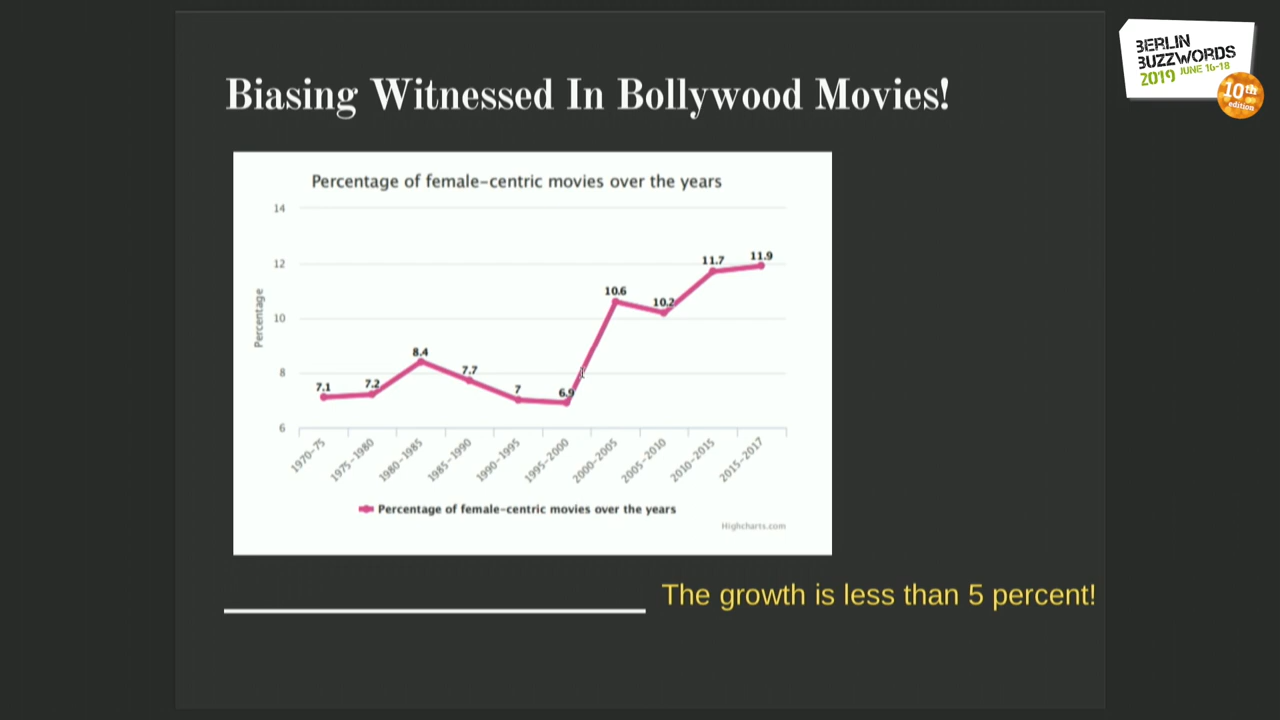 Biasing Witnessed In Bollywood Movies!
BERLIN
BUZZWORDS
2019 JUNE 16-18
10th
edition
Percentage of female-centric movies over the years
Percentage
14
12
10
8
6
7.1
7.2
8.4
7.7
7
6.9
10.6
10.2
11.7
11.9
1970-75
1975-1980
1980-1985
1985-1990
1990-1995
1995-2000
2000-2005
2005-2010
2010-2015
2015-2017
Percentage of female-centric movies over the years
Highcharts.com
The growth is less than 5 percent!